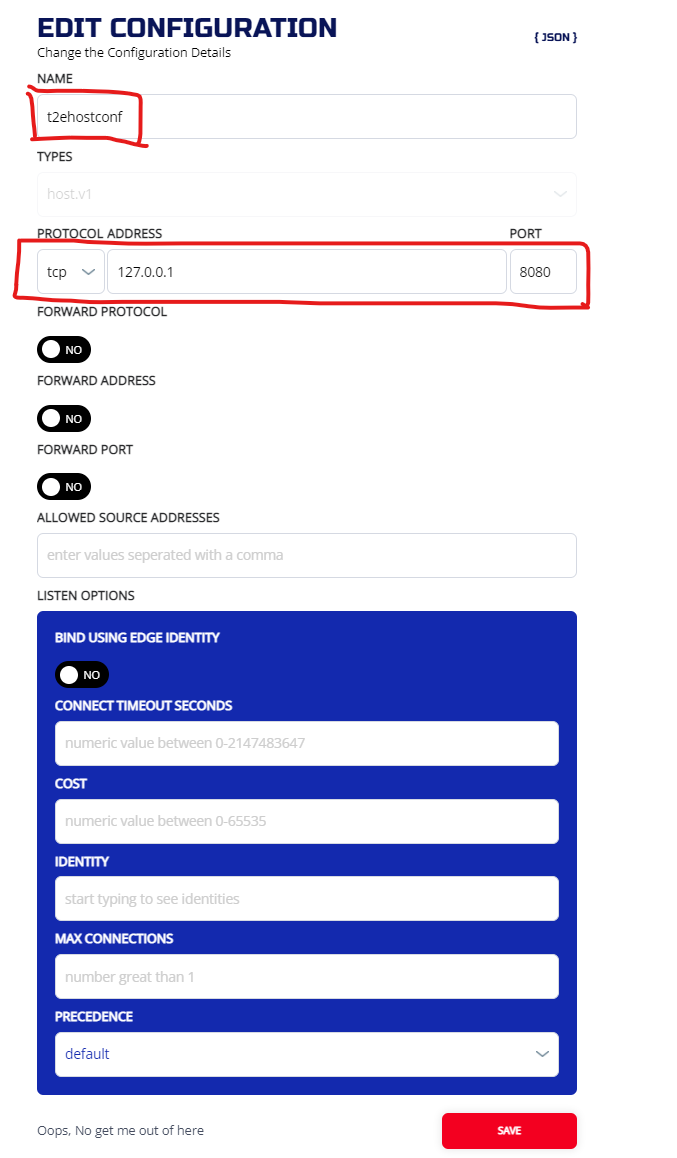 EDIT CONFIGURATION
{ JSON }
Change the Configuration Details
NAME
t2ehostconf
TYPES
host.v1
PROTOCOL ADDRESS PORT
tcp 127.0.0.1 8080
FORWARD PROTOCOL
NO
FORWARD ADDRESS
NO
FORWARD PORT
NO
ALLOWED SOURCE ADDRESSES
enter values seperated with a comma
LISTEN OPTIONS
BIND USING EDGE IDENTITY
NO
CONNECT TIMEOUT SECONDS
numeric value between 0-2147483647
COST
numeric value between 0-65535
IDENTITY
start typing to see identities
MAX CONNECTIONS
number great than 1
PRECEDENCE
default
Oops, No get me out of here SAVE